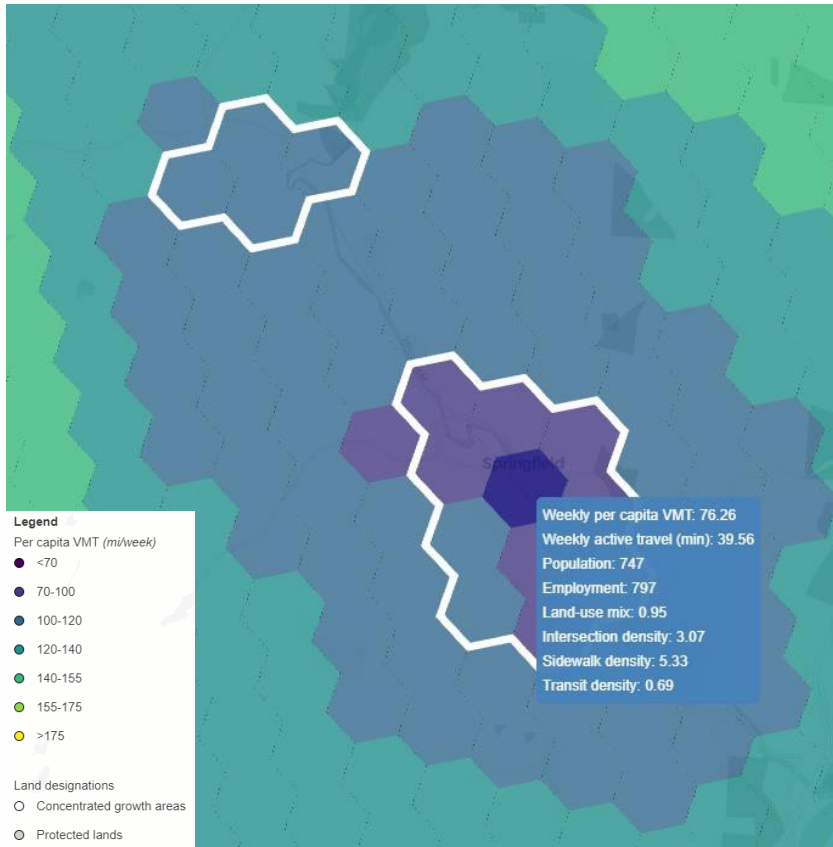 Springfield
Weekly per capita VMT: 76.26
Weekly active travel (min): 39.56
Population: 747
Employment: 797
Land-use mix: 0.95
Intersection density: 3.07
Sidewalk density: 5.33
Transit density: 0.69
Legend
Per capita VMT (mi/week)
<70
70-100
100-120
120-140
140-155
155-175
>175
Land designations
Concentrated growth areas
Protected lands